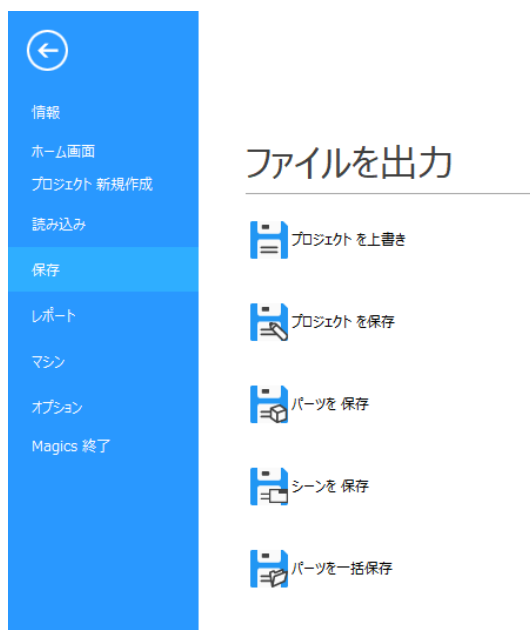 情報
ホーム画面
プロジェクト 新規作成
読み込み
保存
レポート
マシン
オプション
Magics 終了
ファイルを出力
プロジェクト を上書き
プロジェクト を保存
パーツを 保存
シーンを 保存
パーツを一括保存